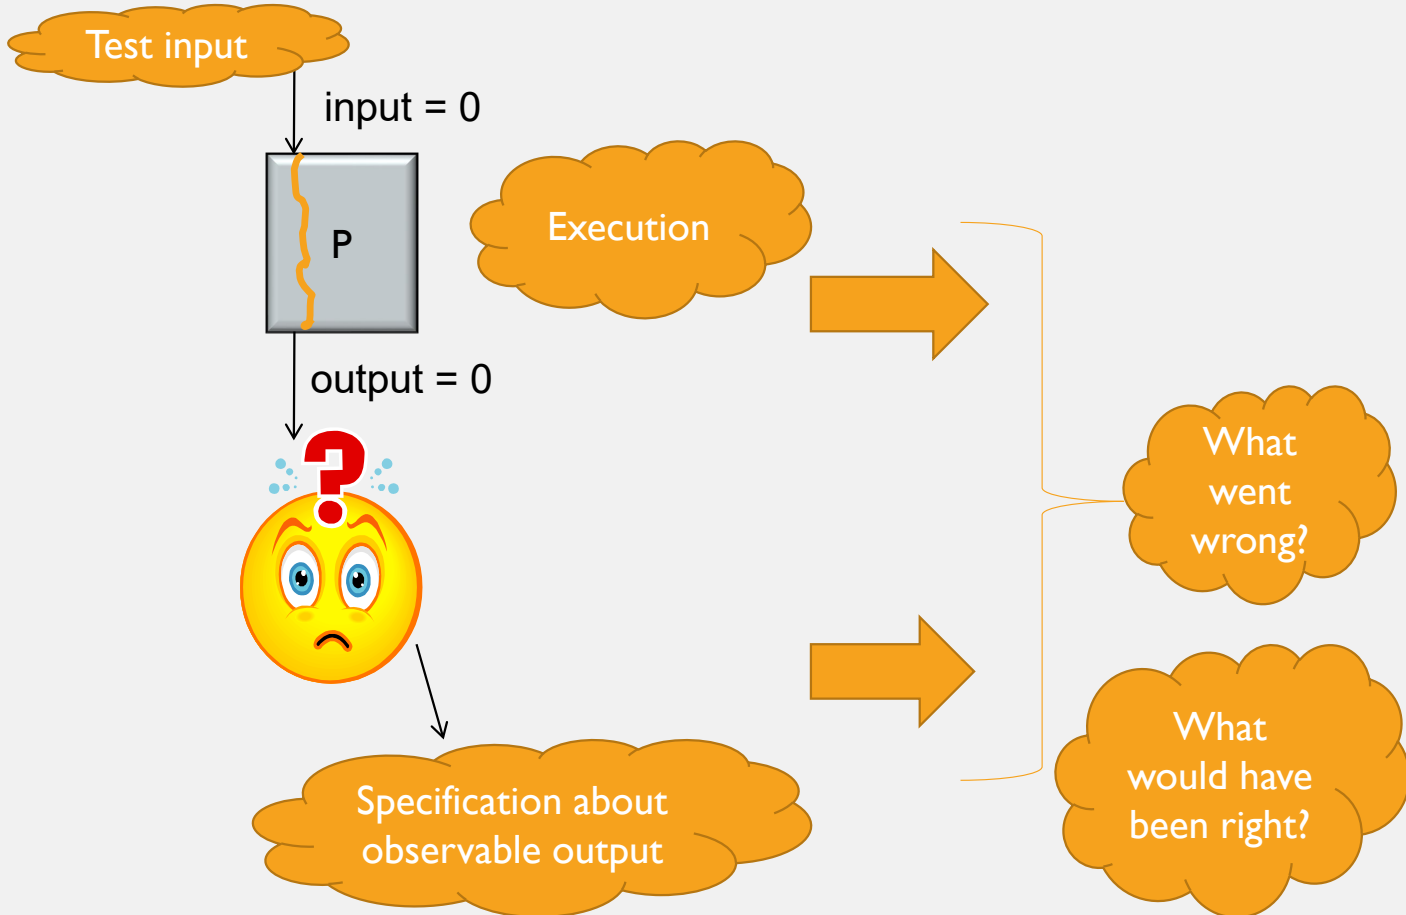 Test input
input = 0
P
Execution
output = 0
?
What
went
wrong?
Specification about
observable output
What
would have
been right?